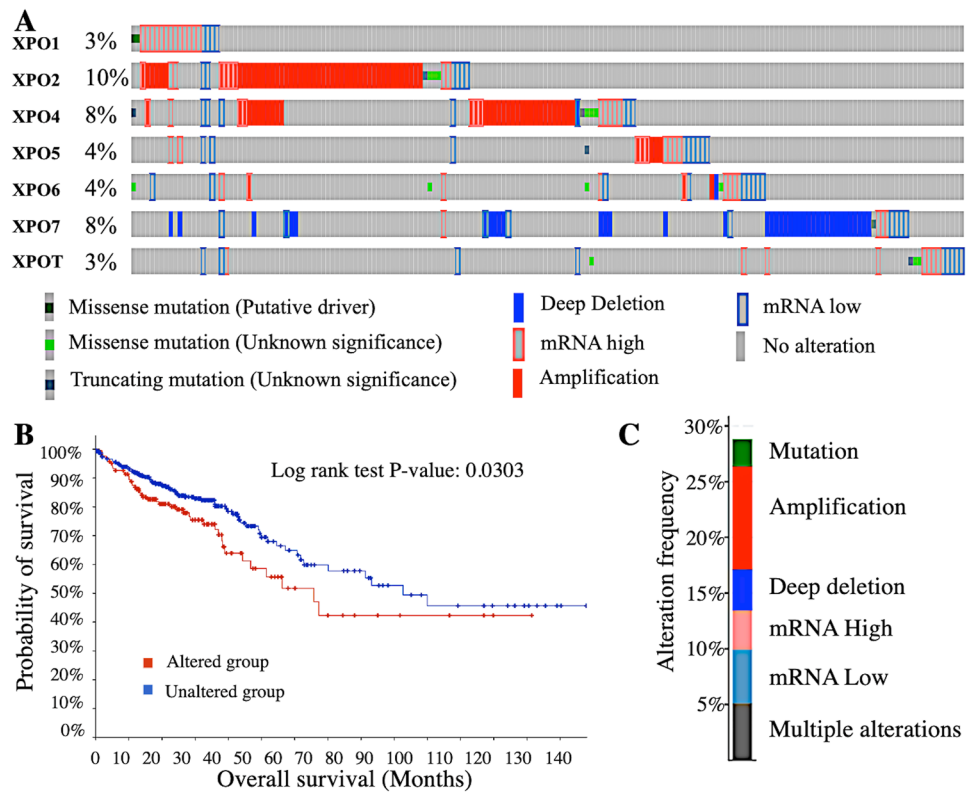 A
XPO1 3%
XPO2 10%
XPO4 8%
XPO5 4%
XPO6 4%
XPO7 8%
XPOT 3%
Missense mutation (Putative driver)
Missense mutation (Unknown significance)
Truncating mutation (Unknown significance)
Deep Deletion
mRNA high
Amplification
mRNA low
No alteration
B
Probability of survival
100%
90%
80%
70%
60%
50%
40%
30%
20%
10%
0%
Log rank test P-value: 0.0303
Altered group
Unaltered group
0 10 20 30 40 50 60 70 80 90 100 110 120 130 140
Overall survival (Months)
C
Alteration frequency
30%
25%
20%
15%
10%
5%
Mutation
Amplification
Deep deletion
mRNA High
mRNA Low
Multiple alterations